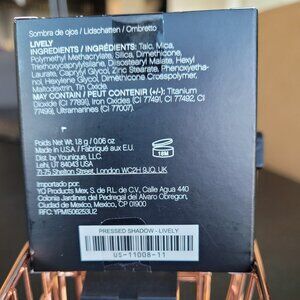 Sombra de ojos / Lidschatten / Ombretto
LIVELY
INGREDIENTS / INGRÉDIENTS: Talc, Mica,
Polymethyl Methacrylate, Silica, Dimethicone,
Triethoxycaprylylsilane, Diisostearyl Malate, Hexyl
Laurate, Caprylyl Glycol, Zinc Stearate, Phenoxyetha-
nol, Hexylene Glycol, Dimethicone Crosspolymer,
Maltodextrin, Tin Oxide.
MAY CONTAIN / PEUT CONTENIR (+/-): Titanium
Dioxide (CI 77891), Iron Oxides (CI 77491, CI 77492, CI
77499), Ultramarines (CI 77007).
Poids Net Wt. 1.8 g / 0.06 oz
Made in U.S.A. / Fabriqué aux E.U.
Dist. by Younique, LLC.
Lehi, UT 84043 USA
71-75 Shelton Street, London WC2H 9JQ, UK
18M
Importado por:
YQ Products Mex, S. de R.L. de C.V. Calle Agua 440
Colonia Jardines del Pedregal del Alvaro Obregon,
Ciudad de Mexico, Mexico, CP 01900
RFC:
PRESSED SHADOW - LIVELY
US-11008-11